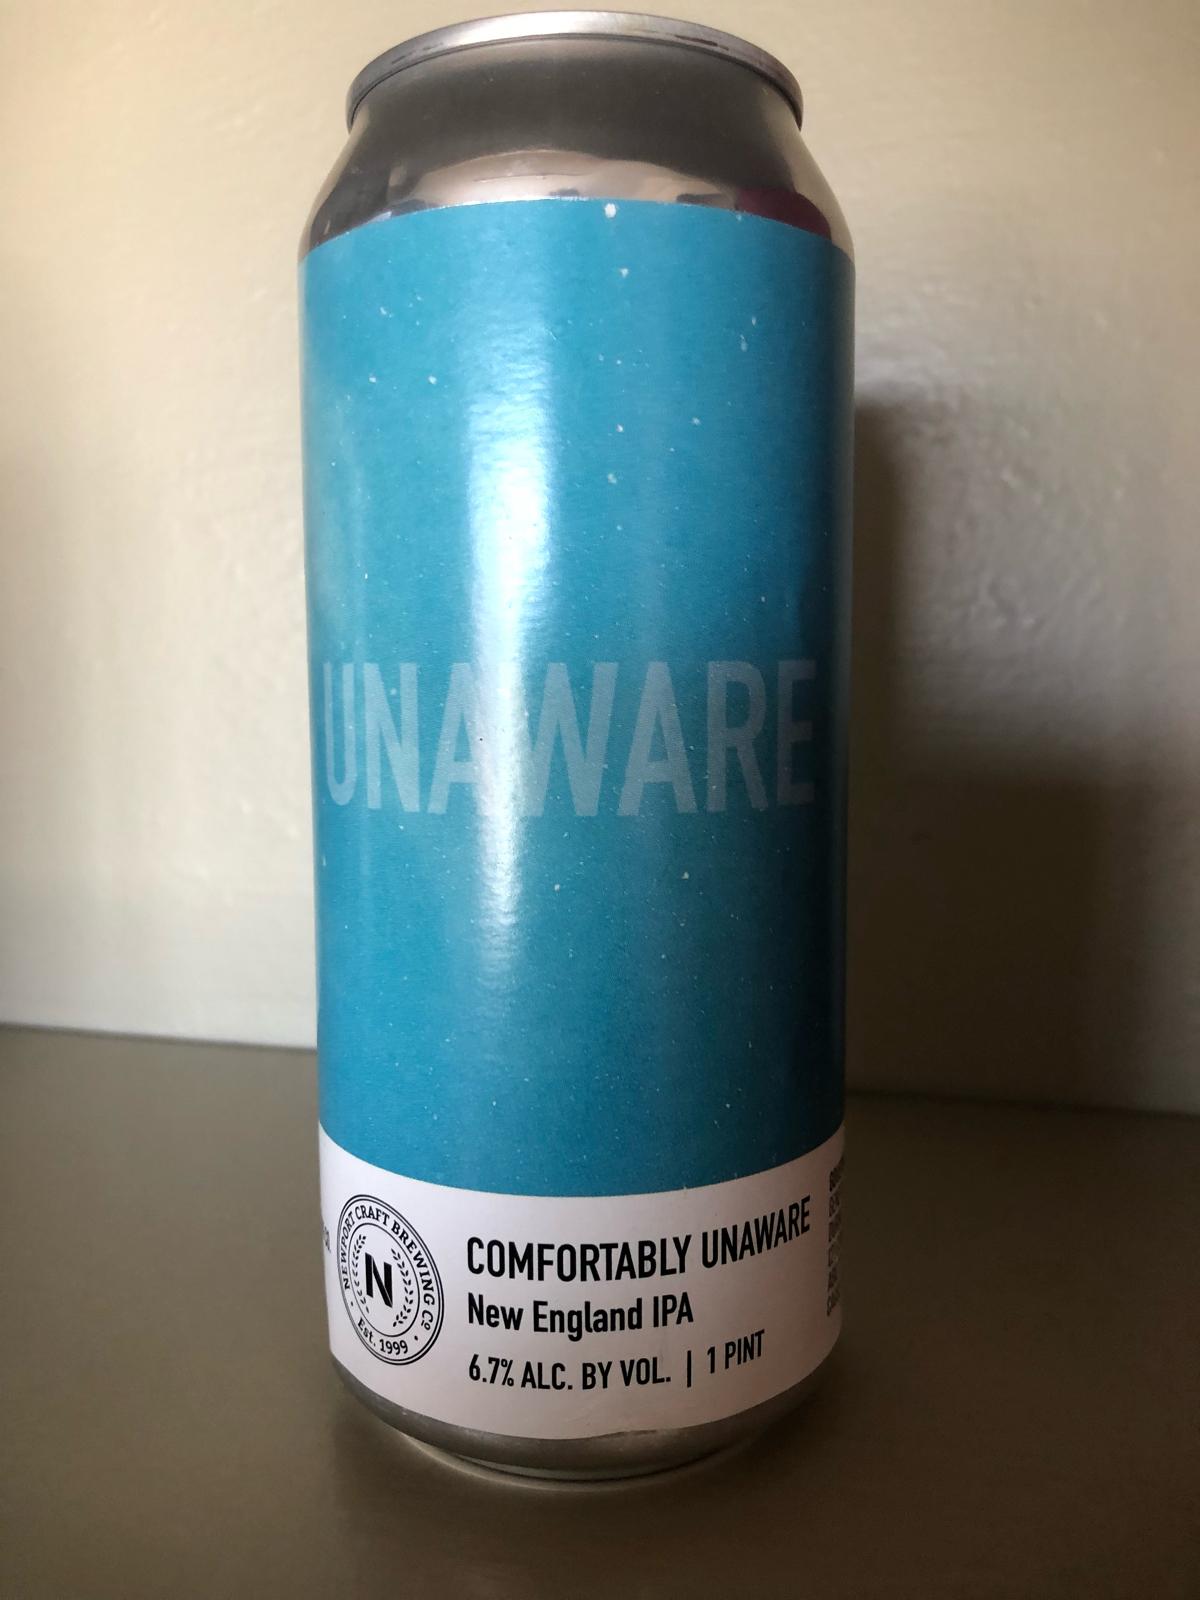 UNAWARE
NEWPORT CRAFT BREWING Cº
N
Est. 1999
COMFORTABLY UNAWARE
New England IPA
6.7% ALC. BY VOL. | 1 PINT